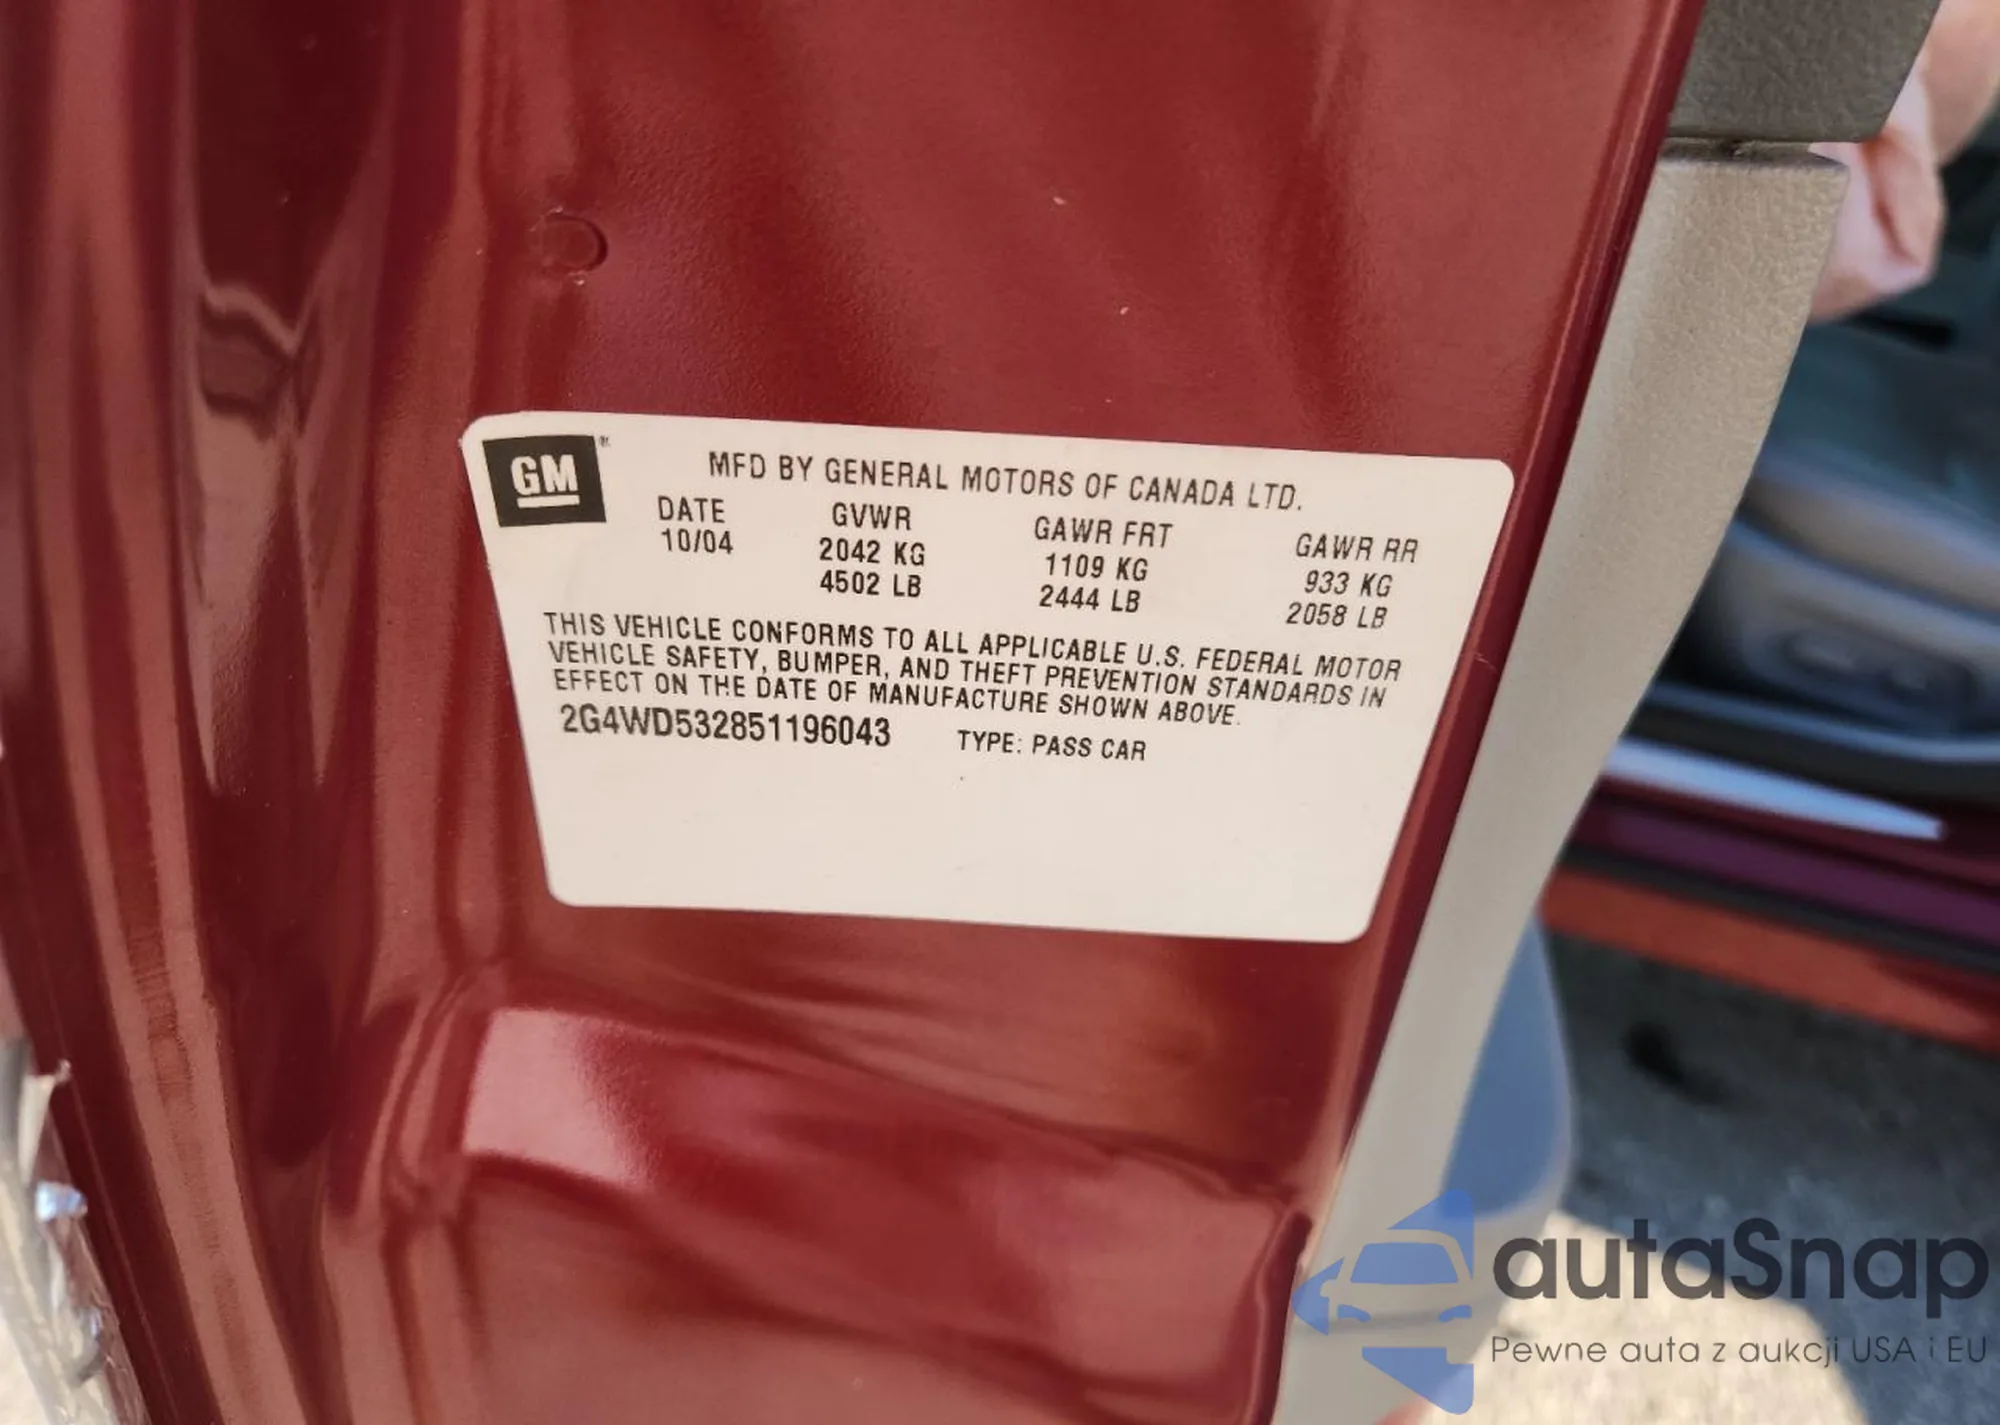 GM®
MFD BY GENERAL MOTORS OF CANADA LTD.
DATE GVWR GAWR FRT GAWR RR
10/04 2042 KG 1109 KG 933 KG
4502 LB 2444 LB 2058 LB
THIS VEHICLE CONFORMS TO ALL APPLICABLE U.S. FEDERAL MOTOR
VEHICLE SAFETY, BUMPER, AND THEFT PREVENTION STANDARDS IN
EFFECT ON THE DATE OF MANUFACTURE SHOWN ABOVE.
2G4WD532851196043 TYPE: PASS CAR
autaSnap
Pewne auta z aukcji USA i EU